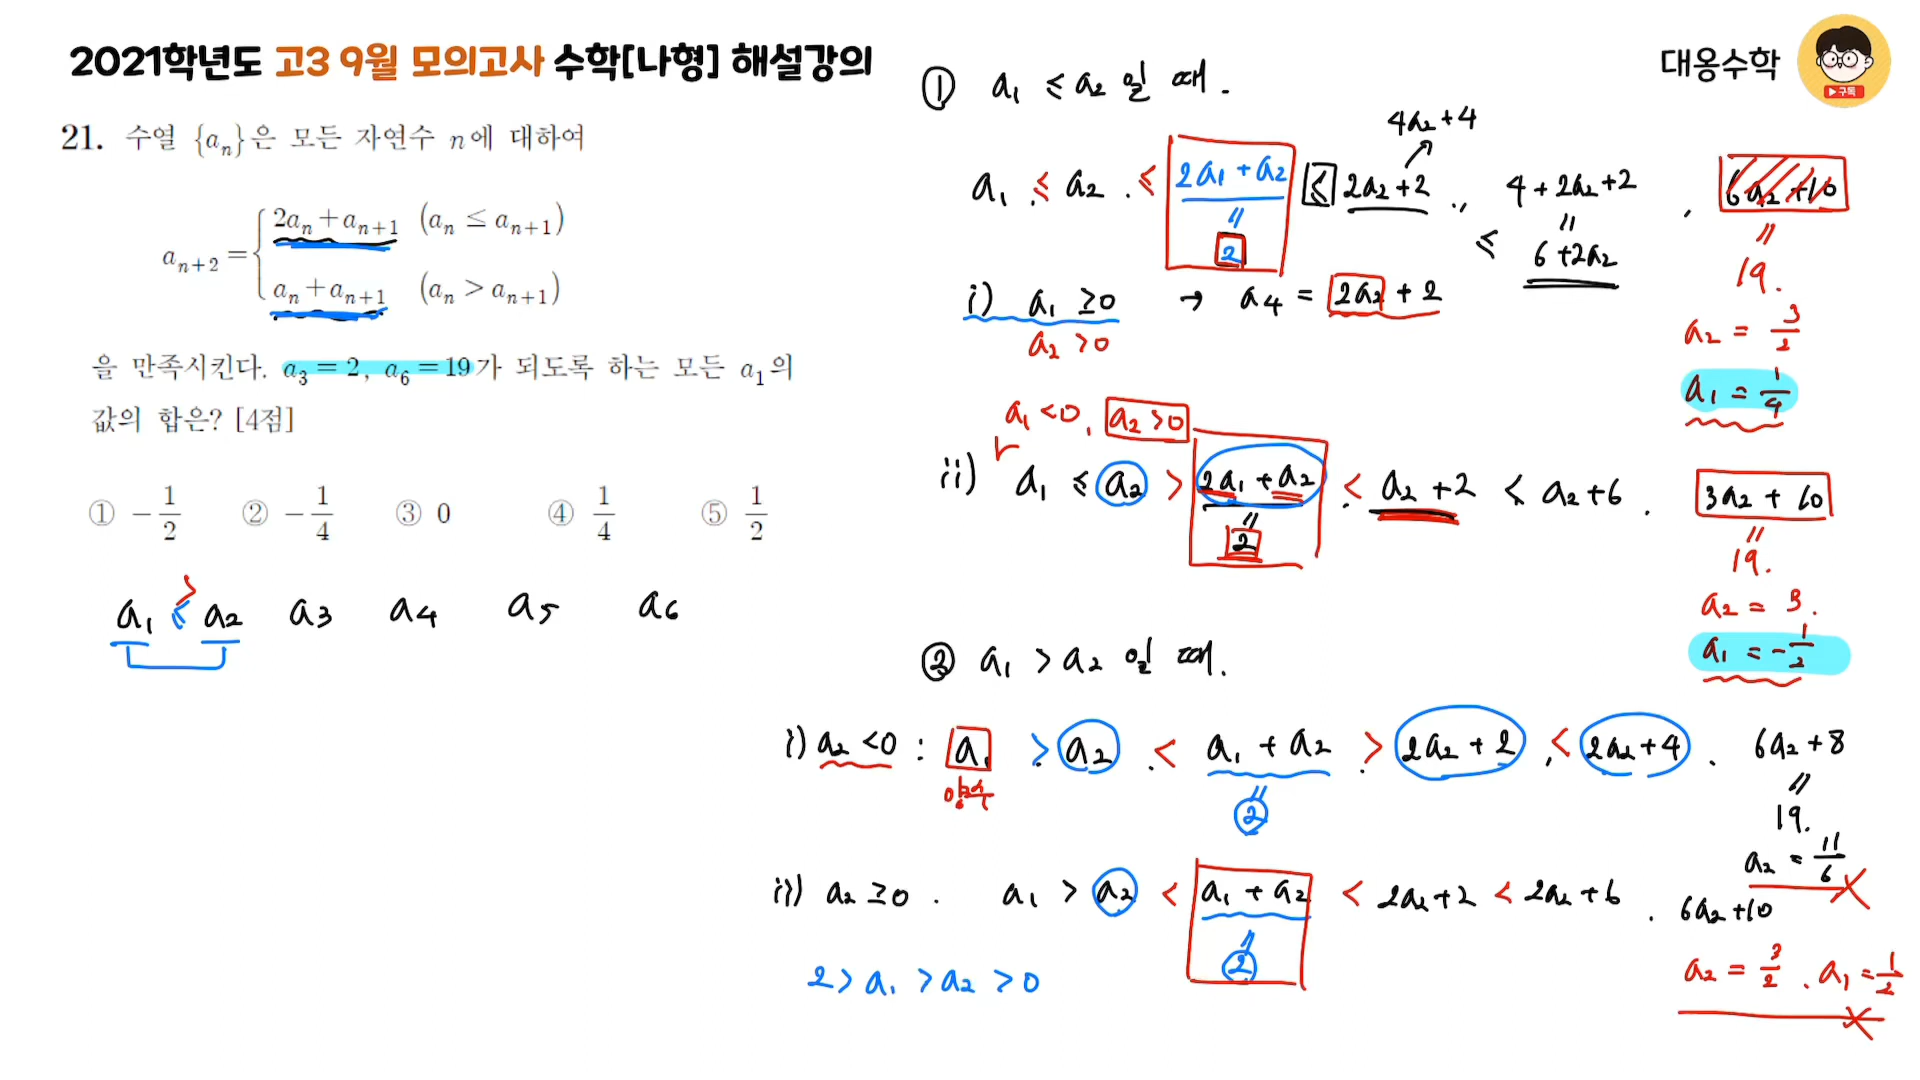 2021학년도 고3 9월 모의고사 수학[나형] 해설강의
대웅수학
구독
21. 수열 {aₙ}은 모든 자연수 n에 대하여
aₙ₊₂ = { 2aₙ + aₙ₊₁ (aₙ ≤ aₙ₊₁)
aₙ + aₙ₊₁ (aₙ > aₙ₊₁)
을 만족시킨다. a₃ = 2, a₆ = 19가 되도록 하는 모든 a₁의
값의 합은? [4점]
① -1/2 ② -1/4 ③ 0 ④ 1/4 ⑤ 1/2
a₁ ≤ > a₂ a₃ a₄ a₅ a₆
① a₁ ≤ a₂ 일 때.
4a₂+4
a₁ ≤ a₂ ≤ 2a₁+a₂ ≤ 2a₂+2 ., 4+2a₂+2 , 6a₂+10
= 2 ≤ = 6+2a₂ = 19.
i) a₁ ≥ 0 → a₄ = 2a₂ + 2
a₂ > 0
a₂ = 3/2
a₁ = 1/4
a₁ < 0, a₂ > 0
ii) a₁ ≤ a₂ > 2a₁+a₂ < a₂+2 ≤ a₂+6 . 3a₂+10
= 2 = 19.
a₂ = 3.
a₁ = -1/2
② a₁ > a₂ 일 때.
i) a₂ < 0 : a₁ > a₂ < a₁+a₂ > 2a₂+2 < 2a₂+4 . 6a₂+8
양수 = 2 = 19.
a₂ = 11/6 ×
ii) a₂ ≥ 0 . a₁ > a₂ < a₁+a₂ < 2a₂+2 < 2a₂+6 . 6a₂+10
= 2
2 > a₁ > a₂ > 0
a₂ = 3/2 . a₁ = 1/2 ×